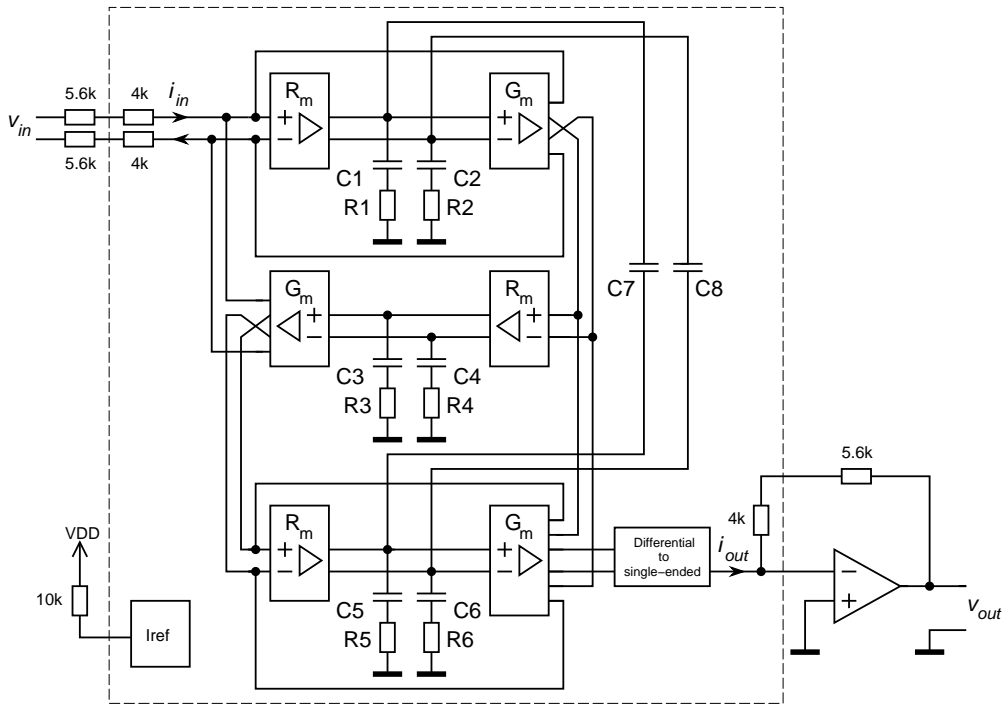 5.6k
4k
i_in
v_in
5.6k
4k
R_m
+
−
G_m
+
−
C1
C2
R1
R2
G_m
+
−
R_m
+
−
C7
C8
C3
C4
R3
R4
R_m
+
−
G_m
+
−
Differential
to
single−ended
i_out
4k
5.6k
−
+
v_out
C5
C6
R5
R6
VDD
10k
Iref